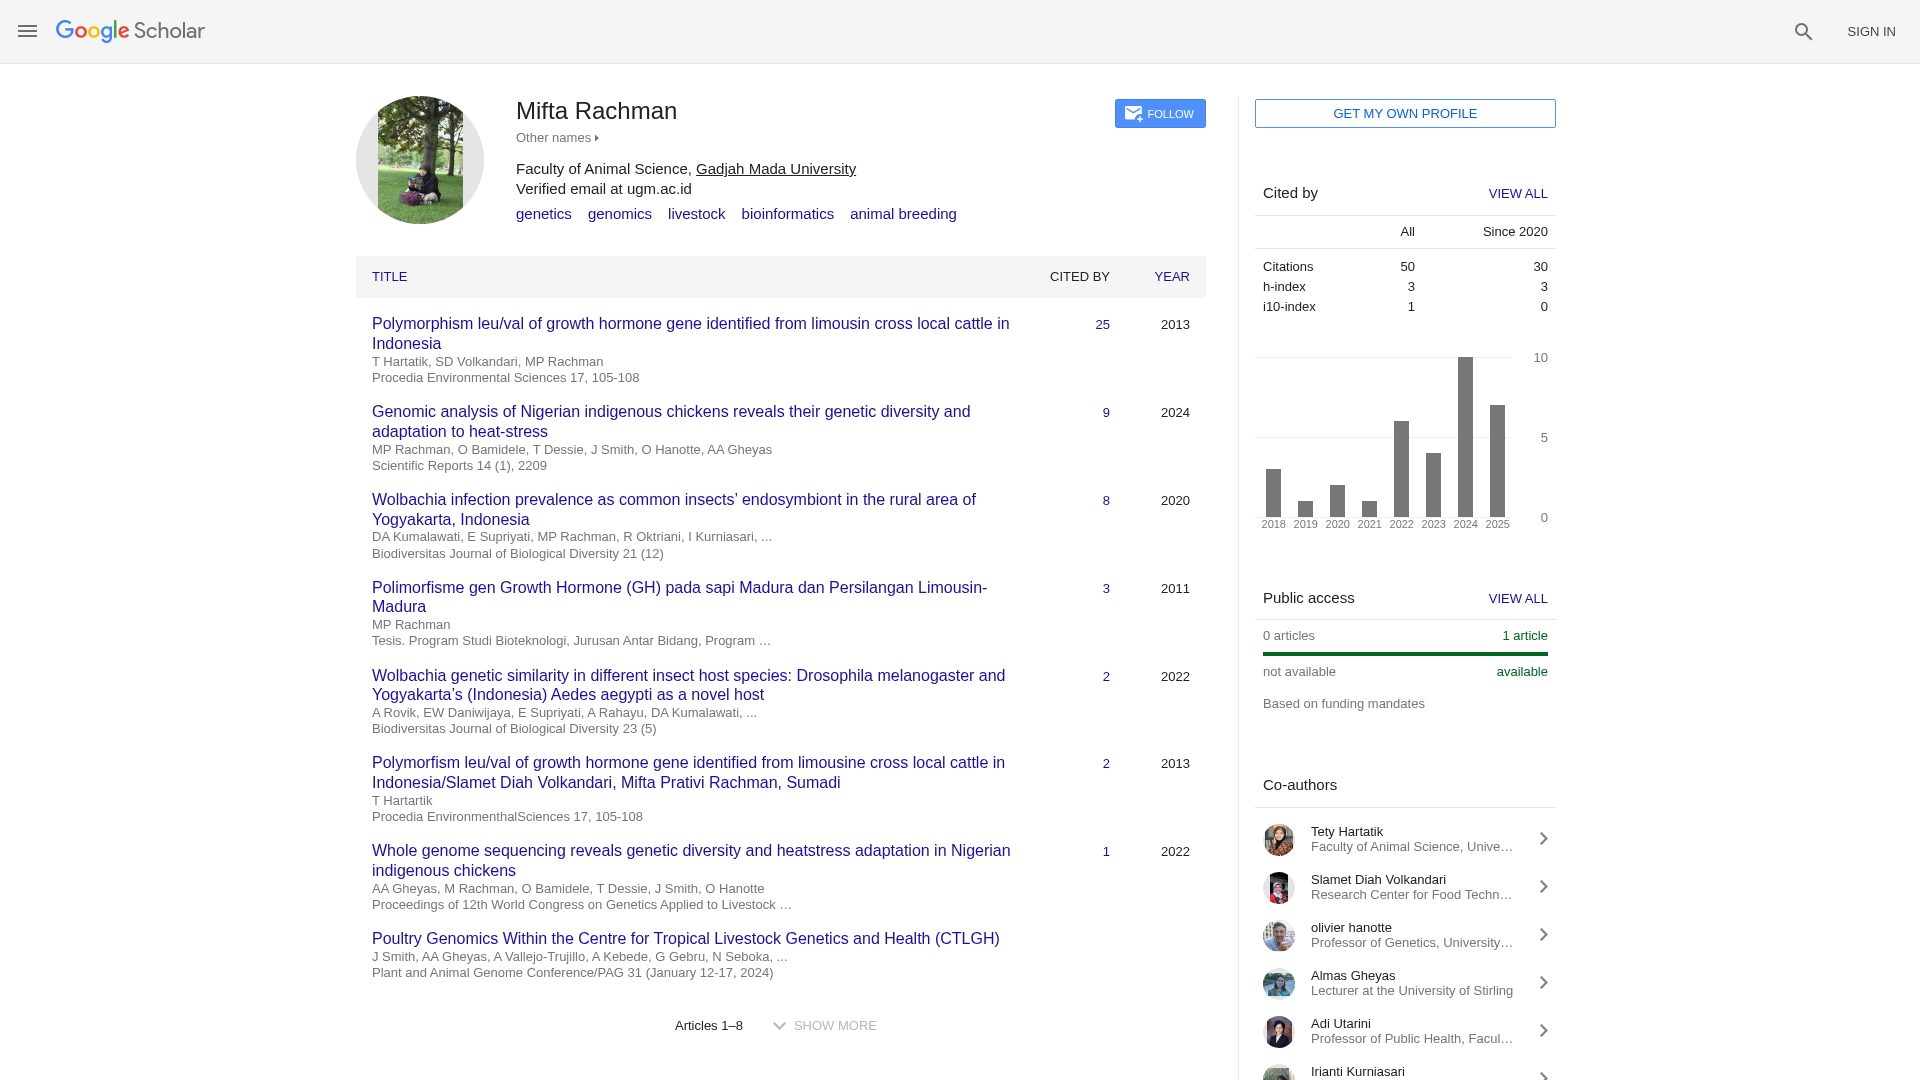 Google Scholar
SIGN IN
Mifta Rachman
Other names
Faculty of Animal Science, Gadjah Mada University
Verified email at ugm.ac.id
genetics genomics livestock bioinformatics animal breeding
FOLLOW
TITLE CITED BY YEAR
Polymorphism leu/val of growth hormone gene identified from limousin cross local cattle in 25 2013
Indonesia
T Hartatik, SD Volkandari, MP Rachman
Procedia Environmental Sciences 17, 105-108
Genomic analysis of Nigerian indigenous chickens reveals their genetic diversity and 9 2024
adaptation to heat-stress
MP Rachman, O Bamidele, T Dessie, J Smith, O Hanotte, AA Gheyas
Scientific Reports 14 (1), 2209
Wolbachia infection prevalence as common insects’ endosymbiont in the rural area of 8 2020
Yogyakarta, Indonesia
DA Kumalawati, E Supriyati, MP Rachman, R Oktriani, I Kurniasari, ...
Biodiversitas Journal of Biological Diversity 21 (12)
Polimorfisme gen Growth Hormone (GH) pada sapi Madura dan Persilangan Limousin- 3 2011
Madura
MP Rachman
Tesis. Program Studi Bioteknologi, Jurusan Antar Bidang, Program …
Wolbachia genetic similarity in different insect host species: Drosophila melanogaster and 2 2022
Yogyakarta’s (Indonesia) Aedes aegypti as a novel host
A Rovik, EW Daniwijaya, E Supriyati, A Rahayu, DA Kumalawati, ...
Biodiversitas Journal of Biological Diversity 23 (5)
Polymorfism leu/val of growth hormone gene identified from limousine cross local cattle in 2 2013
Indonesia/Slamet Diah Volkandari, Mifta Prativi Rachman, Sumadi
T Hartartik
Procedia EnvironmenthalSciences 17, 105-108
Whole genome sequencing reveals genetic diversity and heatstress adaptation in Nigerian 1 2022
indigenous chickens
AA Gheyas, M Rachman, O Bamidele, T Dessie, J Smith, O Hanotte
Proceedings of 12th World Congress on Genetics Applied to Livestock …
Poultry Genomics Within the Centre for Tropical Livestock Genetics and Health (CTLGH)
J Smith, AA Gheyas, A Vallejo-Trujillo, A Kebede, G Gebru, N Seboka, ...
Plant and Animal Genome Conference/PAG 31 (January 12-17, 2024)
Articles 1–8 SHOW MORE
GET MY OWN PROFILE
Cited by VIEW ALL
All Since 2020
Citations 50 30
h-index 3 3
i10-index 1 0
10
5
0
2018 2019 2020 2021 2022 2023 2024 2025
Public access VIEW ALL
0 articles 1 article
not available available
Based on funding mandates
Co-authors
Tety Hartatik
Faculty of Animal Science, Unive…
Slamet Diah Volkandari
Research Center for Food Techn…
olivier hanotte
Professor of Genetics, University…
Almas Gheyas
Lecturer at the University of Stirling
Adi Utarini
Professor of Public Health, Facul…
Irianti Kurniasari